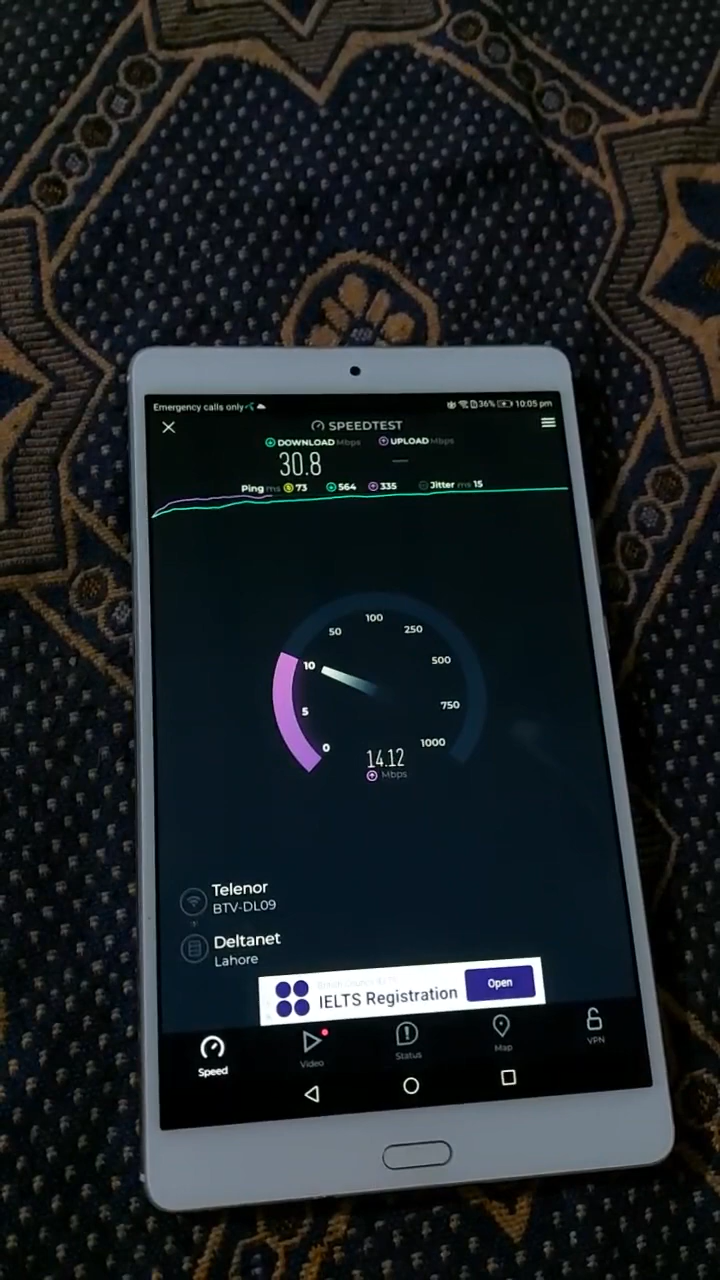 Emergency calls only
36% 10:05 pm
SPEEDTEST
DOWNLOAD Mbps UPLOAD Mbps
30.8 —
Ping ms 73 564 335 Jitter ms 15
100
50 250
10 500
5 750
0 1000
14.12
Mbps
Telenor
BTV-DL09
Deltanet
Lahore
IELTS Registration
Open
Speed Video Status Map VPN